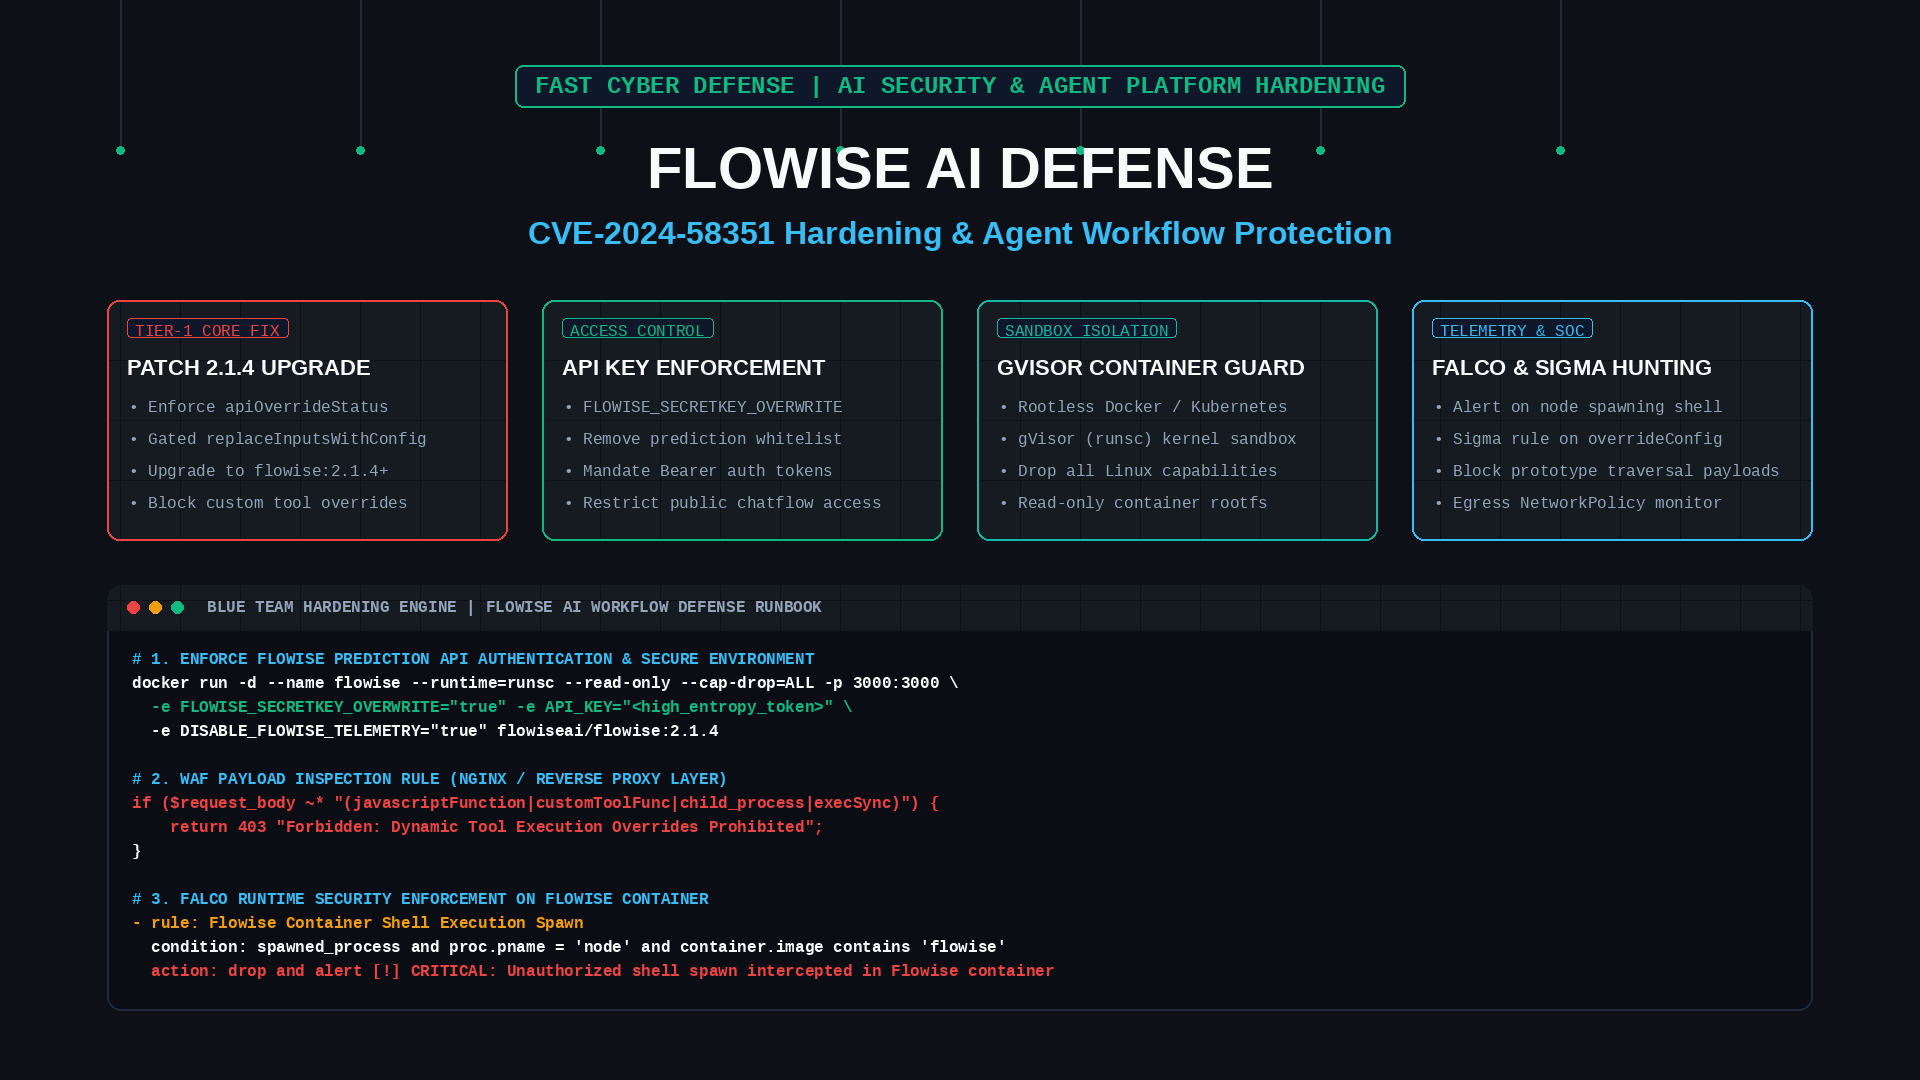 FAST CYBER DEFENSE | AI SECURITY & AGENT PLATFORM HARDENING
FLOWISE AI DEFENSE
CVE-2024-58351 Hardening & Agent Workflow Protection
TIER-1 CORE FIX
PATCH 2.1.4 UPGRADE
• Enforce apiOverrideStatus
• Gated replaceInputsWithConfig
• Upgrade to flowise:2.1.4+
• Block custom tool overrides
ACCESS CONTROL
API KEY ENFORCEMENT
• FLOWISE_SECRETKEY_OVERWRITE
• Remove prediction whitelist
• Mandate Bearer auth tokens
• Restrict public chatflow access
SANDBOX ISOLATION
GVISOR CONTAINER GUARD
• Rootless Docker / Kubernetes
• gVisor (runsc) kernel sandbox
• Drop all Linux capabilities
• Read-only container rootfs
TELEMETRY & SOC
FALCO & SIGMA HUNTING
• Alert on node spawning shell
• Sigma rule on overrideConfig
• Block prototype traversal payloads
• Egress NetworkPolicy monitor
BLUE TEAM HARDENING ENGINE | FLOWISE AI WORKFLOW DEFENSE RUNBOOK
# 1. ENFORCE FLOWISE PREDICTION API AUTHENTICATION & SECURE ENVIRONMENT
docker run -d --name flowise --runtime=runsc --read-only --cap-drop=ALL -p 3000:3000 \
-e FLOWISE_SECRETKEY_OVERWRITE="true" -e API_KEY="<high_entropy_token>" \
-e DISABLE_FLOWISE_TELEMETRY="true" flowiseai/flowise:2.1.4
# 2. WAF PAYLOAD INSPECTION RULE (NGINX / REVERSE PROXY LAYER)
if ($request_body ~* "(javascriptFunction|customToolFunc|child_process|execSync)") {
return 403 "Forbidden: Dynamic Tool Execution Overrides Prohibited";
}
# 3. FALCO RUNTIME SECURITY ENFORCEMENT ON FLOWISE CONTAINER
- rule: Flowise Container Shell Execution Spawn
condition: spawned_process and proc.pname = 'node' and container.image contains 'flowise'
action: drop and alert [!] CRITICAL: Unauthorized shell spawn intercepted in Flowise container